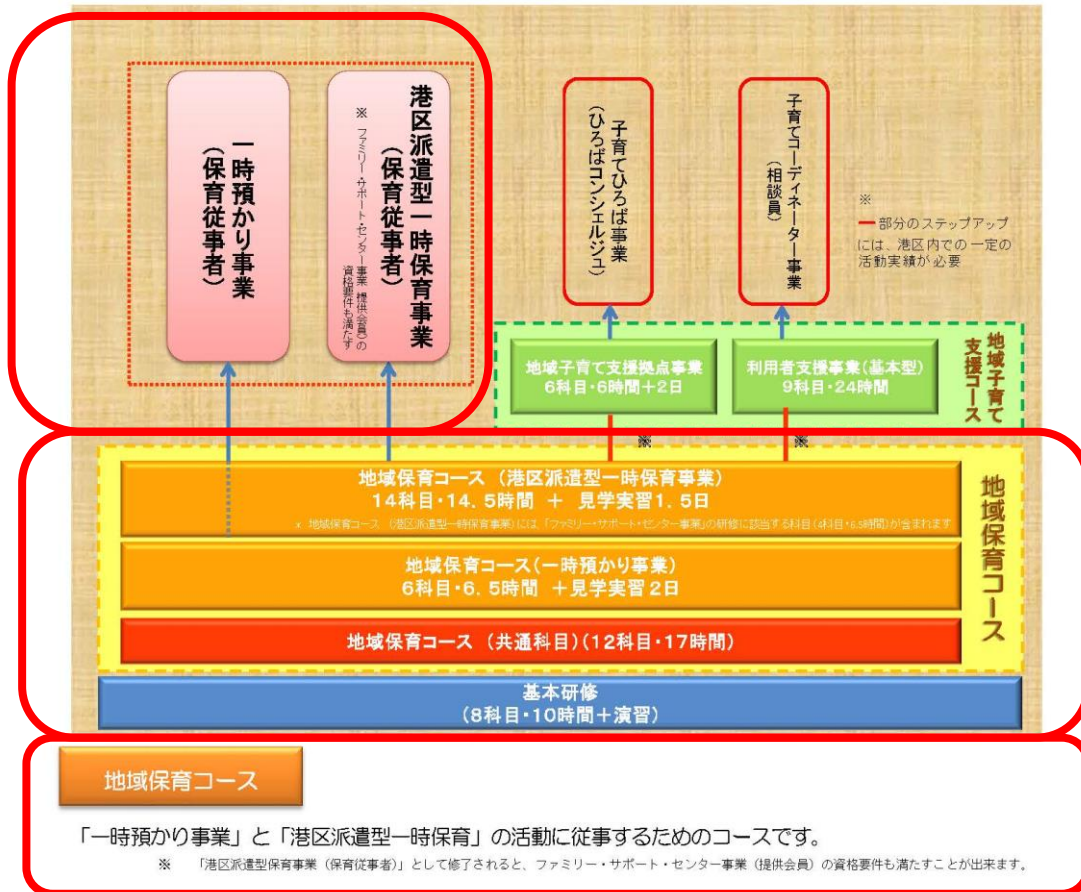 一時預かり事業
（保育従事者）
港区派遣型一時保育事業
（保育従事者）
※ ファミリー・サポート・センター事業（提供会員）の
資格要件も満たす
子育てひろば事業
（ひろばコンシェルジュ）
子育てコーディネーター事業
（相談員）
※
━部分のステップアップ
には、港区内での一定の
活動実績が必要
地域子育て支援拠点事業
6科目・6時間＋2日
利用者支援事業（基本型）
9科目・24時間
地域子育て
支援コース
※
※
地域保育コース （港区派遣型一時保育事業）
14科目・14．5時間 ＋ 見学実習1．5日
※ 地域保育コース （港区派遣型一時保育事業）には、「ファミリー・サポート・センター事業」の研修に該当する科目（4科目・6.5時間）が含まれます
地域保育コース（一時預かり事業）
6科目・6．5時間 ＋見学実習2日
地域保育コース （共通科目）（12科目・17時間）
地域保育コース
基本研修
（8科目・10時間＋演習）
地域保育コース
「一時預かり事業」と「港区派遣型一時保育」の活動に従事するためのコースです。
※ 「港区派遣型保育事業（保育従事者）」として修了されると、ファミリー・サポート・センター事業（提供会員）の資格要件も満たすことが出来ます。